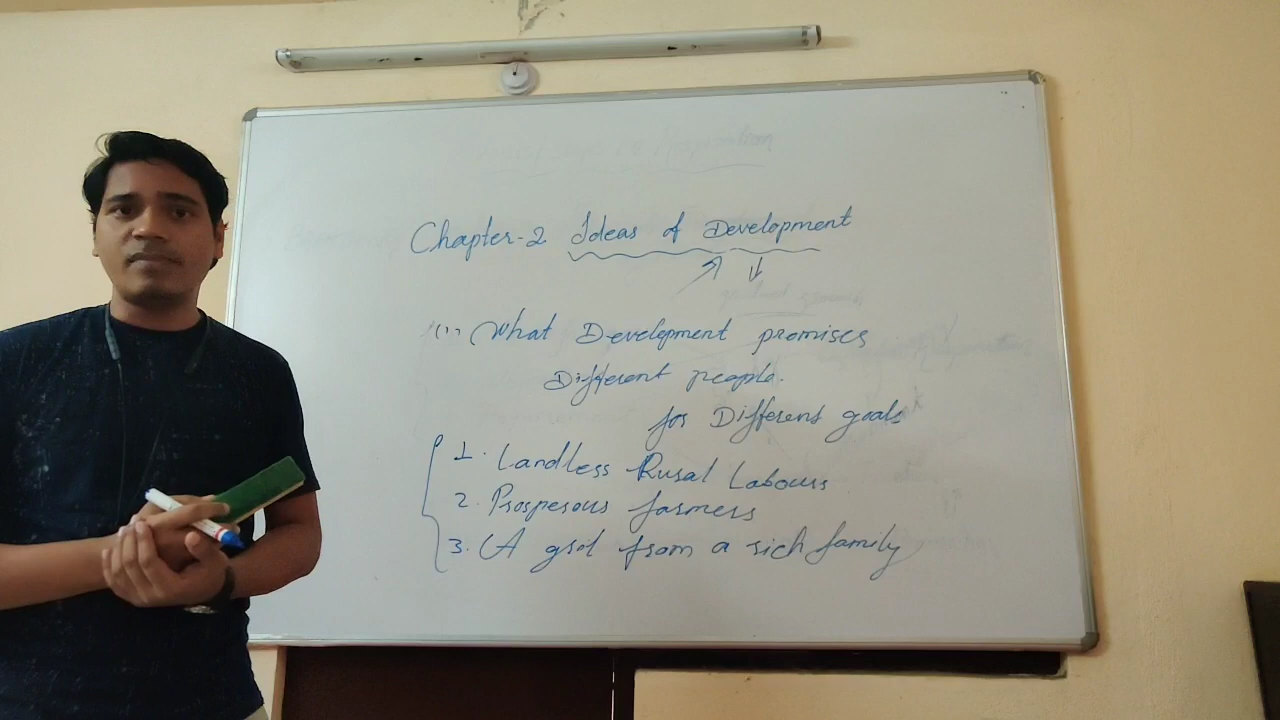 Chapter-2 Ideas of Development
(i) What Development promises
Different people.
for Different goals
1. Landless Rural Labours
2. Prosperous farmers
3. A girl from a rich family